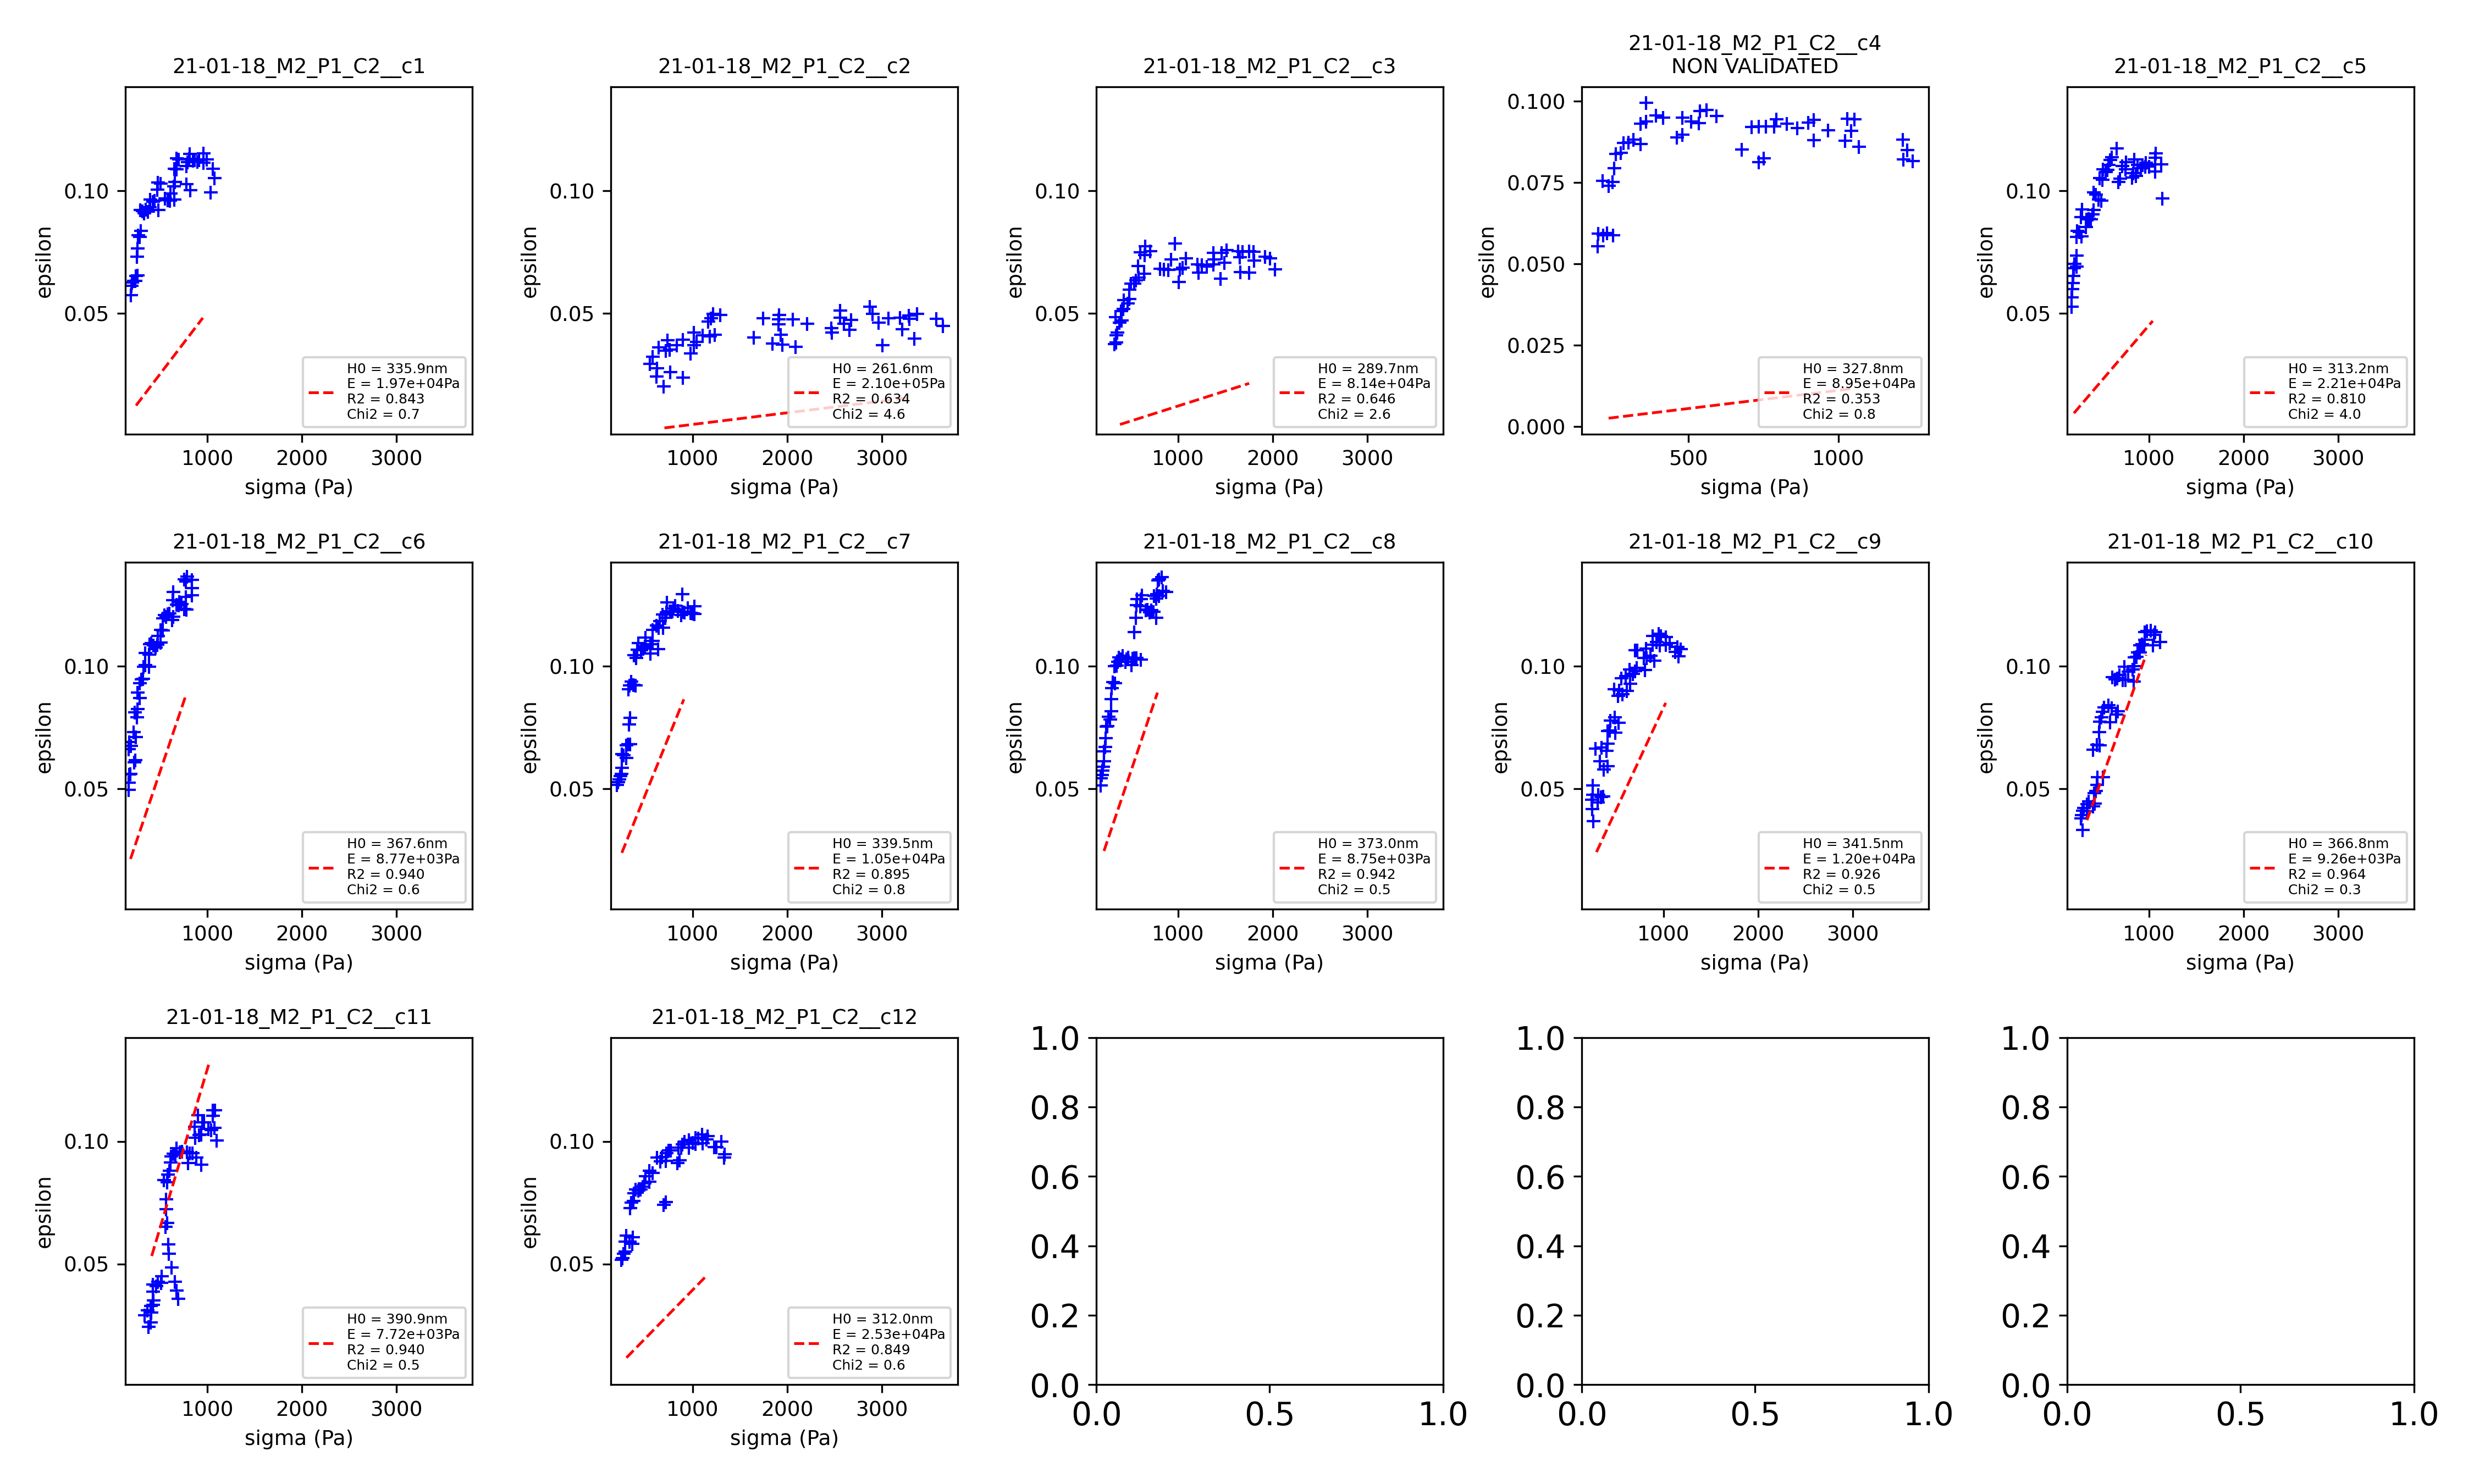 21-01-18_M2_P1_C2__c1
epsilon
0.10
0.05
H0 = 335.9nm
E = 1.97e+04Pa
R2 = 0.843
Chi2 = 0.7
1000 2000 3000
sigma (Pa)
21-01-18_M2_P1_C2__c2
epsilon
0.10
0.05
H0 = 261.6nm
E = 2.10e+05Pa
R2 = 0.634
Chi2 = 4.6
1000 2000 3000
sigma (Pa)
21-01-18_M2_P1_C2__c3
epsilon
0.10
0.05
H0 = 289.7nm
E = 8.14e+04Pa
R2 = 0.646
Chi2 = 2.6
1000 2000 3000
sigma (Pa)
21-01-18_M2_P1_C2__c4
NON VALIDATED
epsilon
0.100
0.075
0.050
0.025
0.000
H0 = 327.8nm
E = 8.95e+04Pa
R2 = 0.353
Chi2 = 0.8
500 1000
sigma (Pa)
21-01-18_M2_P1_C2__c5
epsilon
0.10
0.05
H0 = 313.2nm
E = 2.21e+04Pa
R2 = 0.810
Chi2 = 4.0
1000 2000 3000
sigma (Pa)
21-01-18_M2_P1_C2__c6
epsilon
0.10
0.05
H0 = 367.6nm
E = 8.77e+03Pa
R2 = 0.940
Chi2 = 0.6
1000 2000 3000
sigma (Pa)
21-01-18_M2_P1_C2__c7
epsilon
0.10
0.05
H0 = 339.5nm
E = 1.05e+04Pa
R2 = 0.895
Chi2 = 0.8
1000 2000 3000
sigma (Pa)
21-01-18_M2_P1_C2__c8
epsilon
0.10
0.05
H0 = 373.0nm
E = 8.75e+03Pa
R2 = 0.942
Chi2 = 0.5
1000 2000 3000
sigma (Pa)
21-01-18_M2_P1_C2__c9
epsilon
0.10
0.05
H0 = 341.5nm
E = 1.20e+04Pa
R2 = 0.926
Chi2 = 0.5
1000 2000 3000
sigma (Pa)
21-01-18_M2_P1_C2__c10
epsilon
0.10
0.05
H0 = 366.8nm
E = 9.26e+03Pa
R2 = 0.964
Chi2 = 0.3
1000 2000 3000
sigma (Pa)
21-01-18_M2_P1_C2__c11
epsilon
0.10
0.05
H0 = 390.9nm
E = 7.72e+03Pa
R2 = 0.940
Chi2 = 0.5
1000 2000 3000
sigma (Pa)
21-01-18_M2_P1_C2__c12
epsilon
0.10
0.05
H0 = 312.0nm
E = 2.53e+04Pa
R2 = 0.849
Chi2 = 0.6
1000 2000 3000
sigma (Pa)
1.0
0.8
0.6
0.4
0.2
0.0
0.0 0.5 1.0
1.0
0.8
0.6
0.4
0.2
0.0
0.0 0.5 1.0
1.0
0.8
0.6
0.4
0.2
0.0
0.0 0.5 1.0